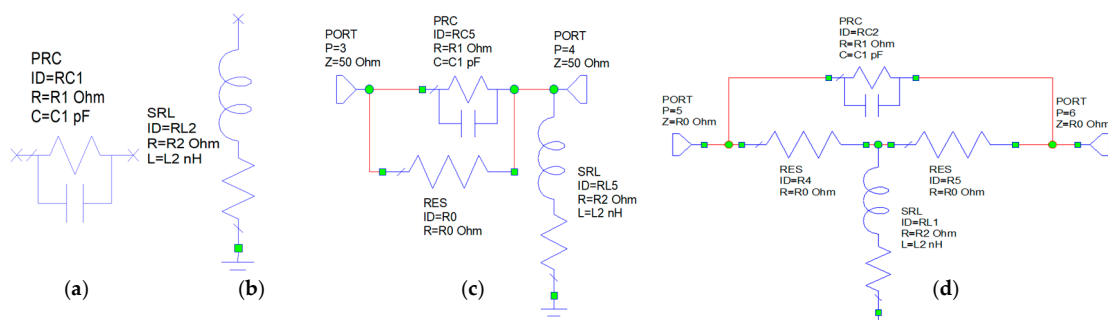 PRC
ID=RC1
R=R1 Ohm
C=C1 pF
(a)
SRL
ID=RL2
R=R2 Ohm
L=L2 nH
(b)
PORT
P=3
Z=50 Ohm
PRC
ID=RC5
R=R1 Ohm
C=C1 pF
PORT
P=4
Z=50 Ohm
RES
ID=R0
R=R0 Ohm
SRL
ID=RL5
R=R2 Ohm
L=L2 nH
(c)
PRC
ID=RC2
R=R1 Ohm
C=C1 pF
PORT
P=5
Z=R0 Ohm
PORT
P=6
Z=R0 Ohm
RES
ID=R4
R=R0 Ohm
RES
ID=R5
R=R0 Ohm
SRL
ID=RL1
R=R2 Ohm
L=L2 nH
(d)